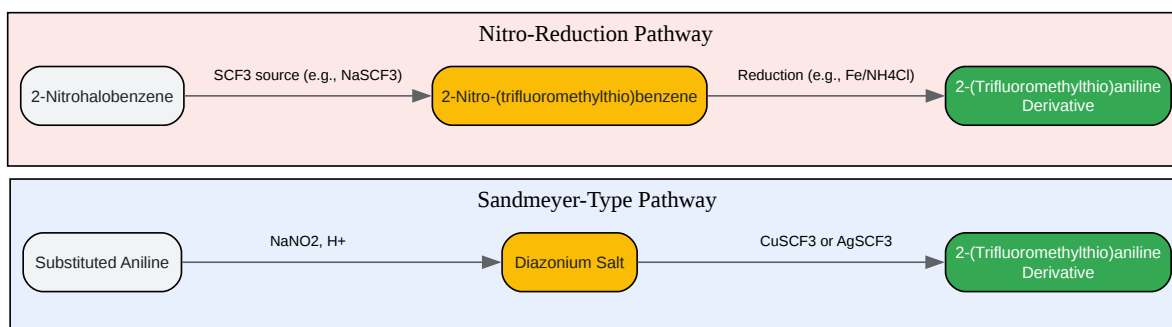 Nitro-Reduction Pathway
SCF3 source (e.g., NaSCF3)
Reduction (e.g., Fe/NH4Cl)
2-Nitrohalobenzene
2-Nitro-(trifluoromethylthio)benzene
2-(Trifluoromethylthio)aniline
Derivative
Sandmeyer-Type Pathway
NaNO2, H+
CuSCF3 or AgSCF3
Substituted Aniline
Diazonium Salt
2-(Trifluoromethylthio)aniline
Derivative